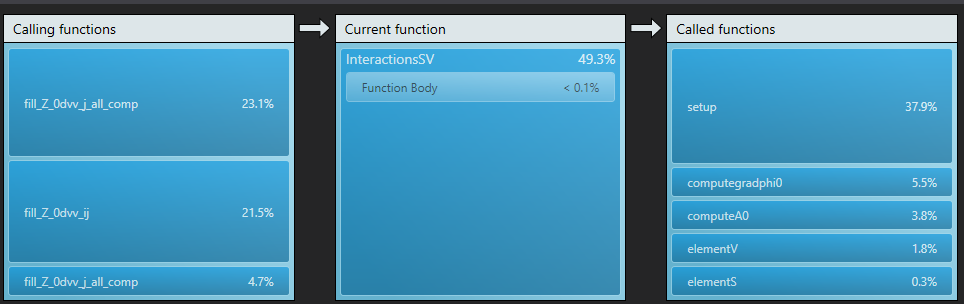 Calling functions
fill_Z_0dvv_j_all_comp 23.1%
fill_Z_0dvv_ij 21.5%
fill_Z_0dvv_j_all_comp 4.7%
Current function
InteractionsSV 49.3%
Function Body < 0.1%
Called functions
setup 37.9%
computegradphi0 5.5%
computeA0 3.8%
elementV 1.8%
elementS 0.3%